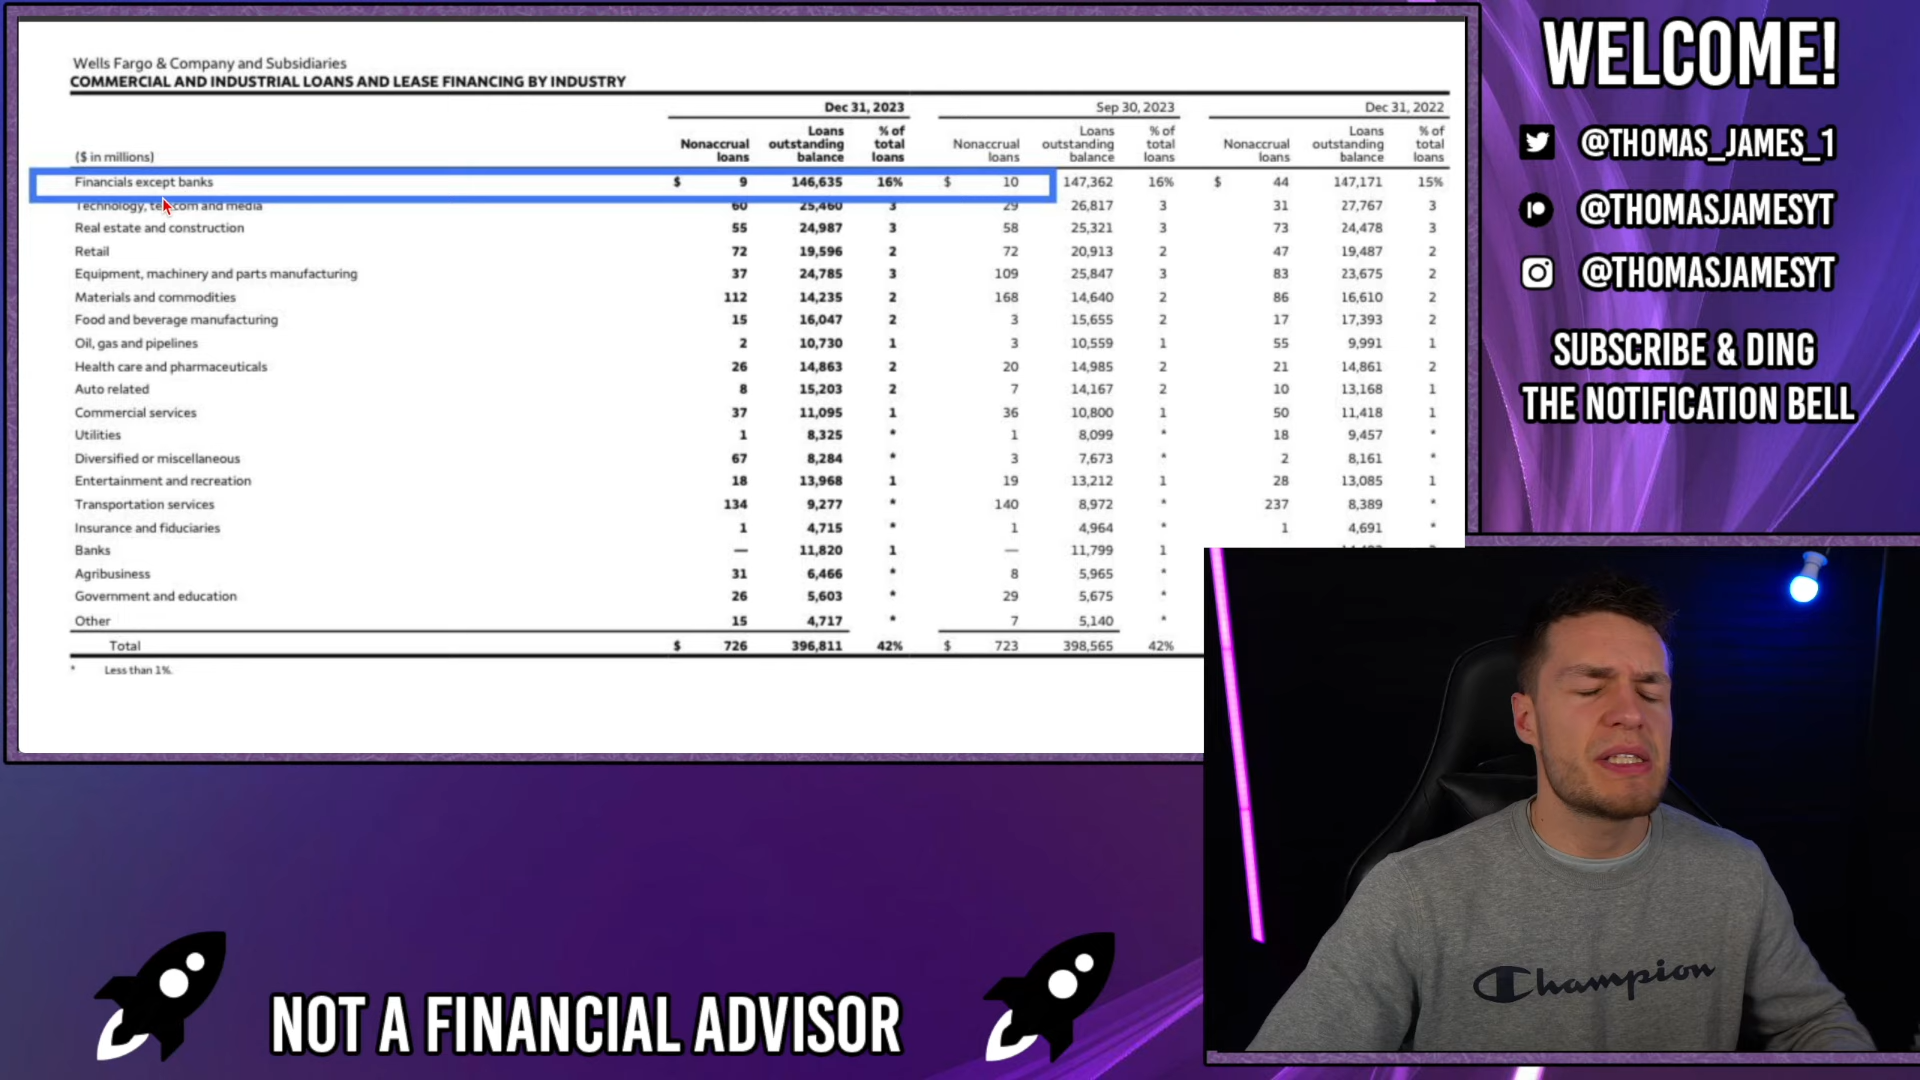 Wells Fargo & Company and Subsidiaries
COMMERCIAL AND INDUSTRIAL LOANS AND LEASE FINANCING BY INDUSTRY
Dec 31, 2023 Sep 30, 2023 Dec 31, 2022
($ in millions) Nonaccrual loans Loans outstanding balance % of total loans Nonaccrual loans Loans outstanding balance % of total loans Nonaccrual loans Loans outstanding balance % of total loans
Financials except banks $ 9 146,635 16% $ 10 147,362 16% $ 44 147,171 15%
Technology, telecom and media 60 25,460 3 29 26,817 3 31 27,767 3
Real estate and construction 55 24,987 3 58 25,321 3 73 24,478 3
Retail 72 19,596 2 72 20,913 2 47 19,487 2
Equipment, machinery and parts manufacturing 37 24,785 3 109 25,847 3 83 23,675 2
Materials and commodities 112 14,235 2 168 14,640 2 86 16,610 2
Food and beverage manufacturing 15 16,047 2 3 15,655 2 17 17,393 2
Oil, gas and pipelines 2 10,730 1 3 10,559 1 55 9,991 1
Health care and pharmaceuticals 26 14,863 2 20 14,985 2 21 14,861 2
Auto related 8 15,203 2 7 14,167 2 10 13,168 1
Commercial services 37 11,095 1 36 10,800 1 50 11,418 1
Utilities 1 8,325 * 1 8,099 * 18 9,457 *
Diversified or miscellaneous 67 8,284 * 3 7,673 * 2 8,161 *
Entertainment and recreation 18 13,968 1 19 13,212 1 28 13,085 1
Transportation services 134 9,277 * 140 8,972 * 237 8,389 *
Insurance and fiduciaries 1 4,715 * 1 4,964 * 1 4,691 *
Banks — 11,820 1 — 11,799 1
Agribusiness 31 6,466 * 8 5,965 *
Government and education 26 5,603 * 29 5,675 *
Other 15 4,717 * 7 5,140 *
Total $ 726 396,811 42% $ 723 398,565 42%
* Less than 1%.
WELCOME!
@THOMAS_JAMES_1
@THOMASJAMESYT
@THOMASJAMESYT
SUBSCRIBE & DING
THE NOTIFICATION BELL
Champion
NOT A FINANCIAL ADVISOR